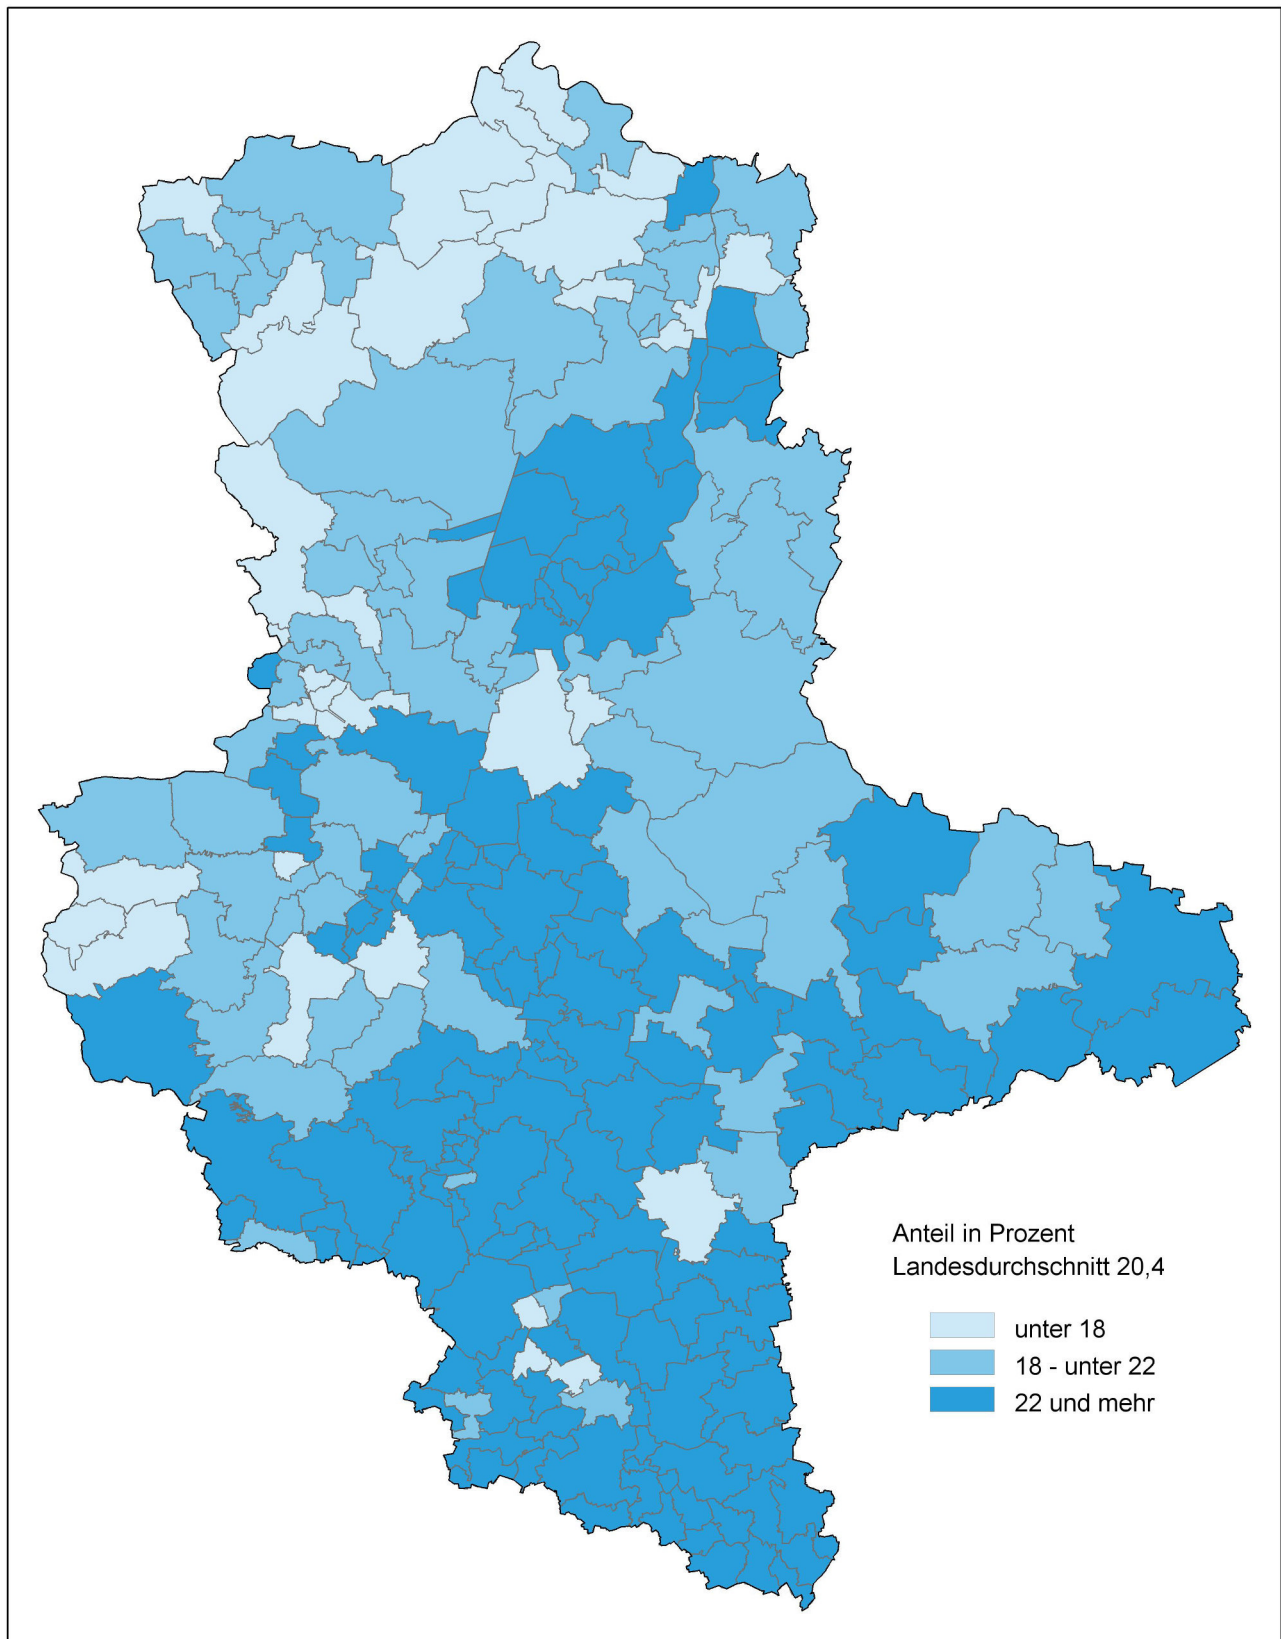 Anteil in Prozent
Landesdurchschnitt 20,4
unter 18
18 - unter 22
22 und mehr